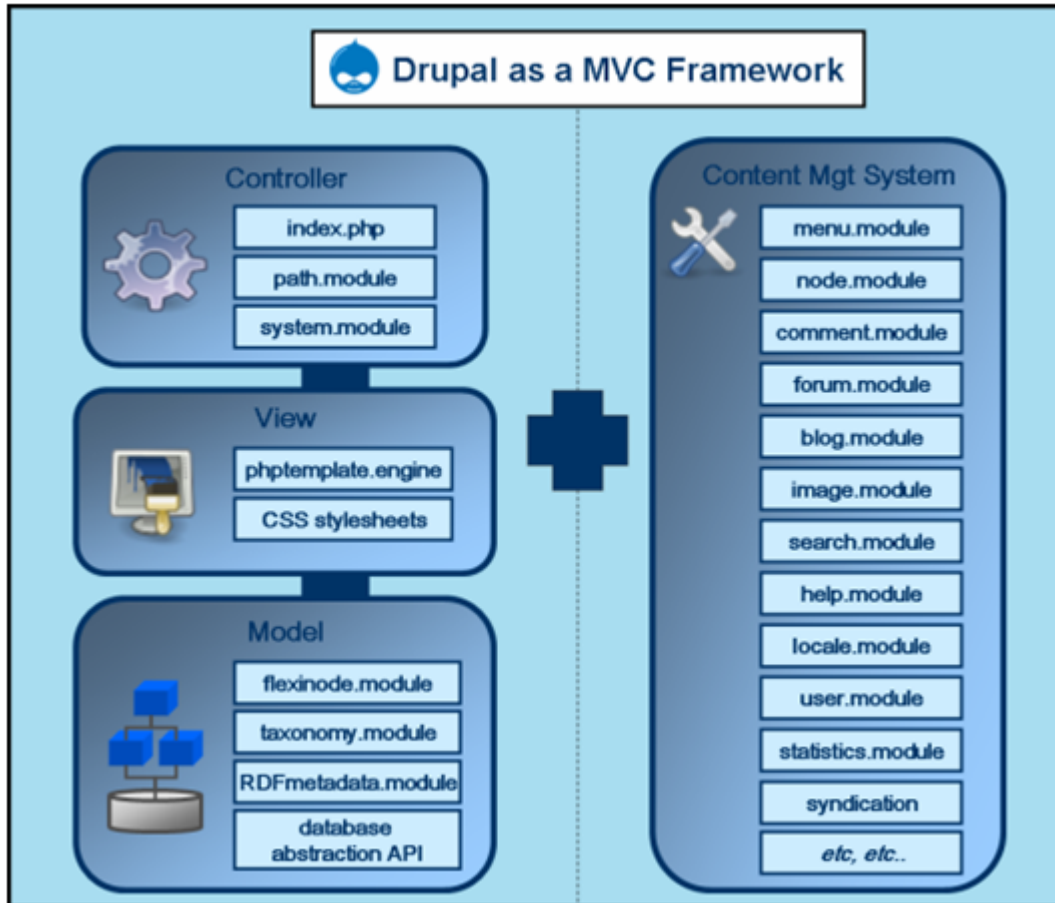 Drupal as a MVC Framework
Controller
index.php
path.module
system.module
View
phptemplate.engine
CSS stylesheets
Model
flexinode.module
taxonomy.module
RDFmetadata.module
database
abstraction API
Content Mgt System
menu.module
node.module
comment.module
forum.module
blog.module
image.module
search.module
help.module
locale.module
user.module
statistics.module
syndication
etc, etc..